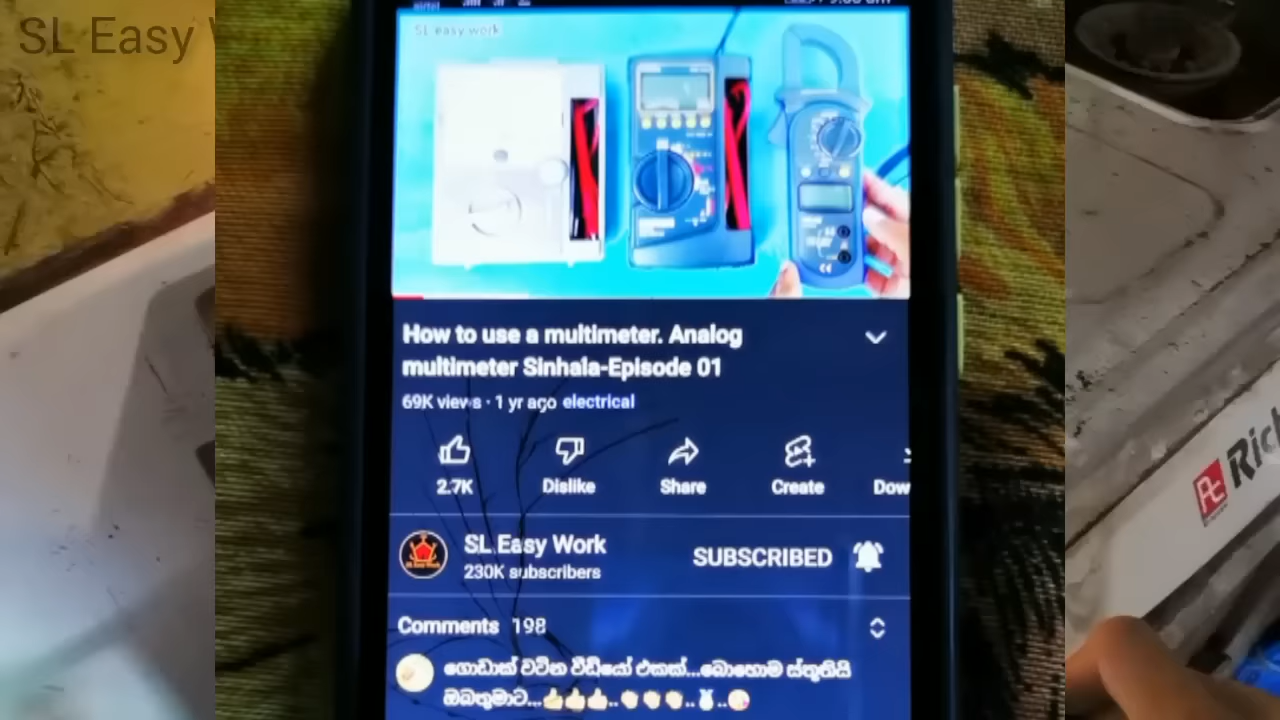 SL Easy
SL easy work
How to use a multimeter. Analog
multimeter Sinhala-Episode 01
69K views · 1 yr ago electrical
2.7K Dislike Share Create Dow
SL Easy Work
230K subscribers
SUBSCRIBED
Comments 198
ගොඩාක් වටින වීඩියෝ එකක්...බොහොම ස්තූතියි
ඔබතුමාට...👍👍👍..👏👏👏..🏅..😘
Rich